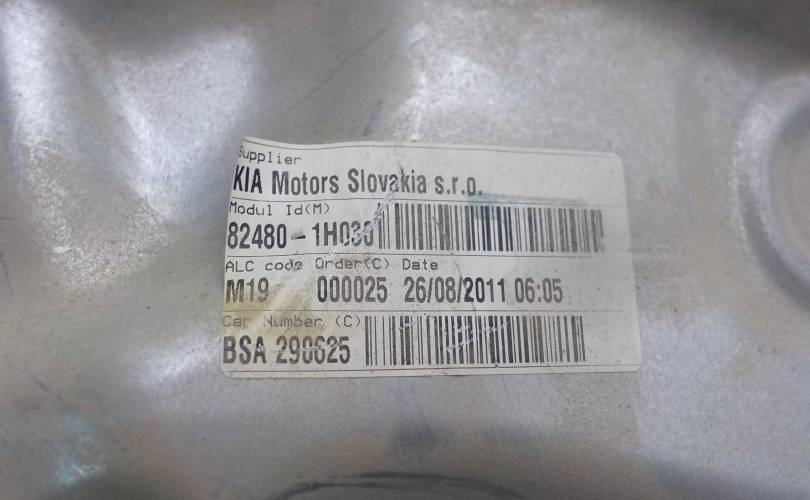 Supplier
KIA Motors Slovakia s.r.o.
Modul Id(M)
82480-1H030
ALC code Order(C) Date
M19 000025 26/08/2011 06:05
Car Number (C)
BSA 290625